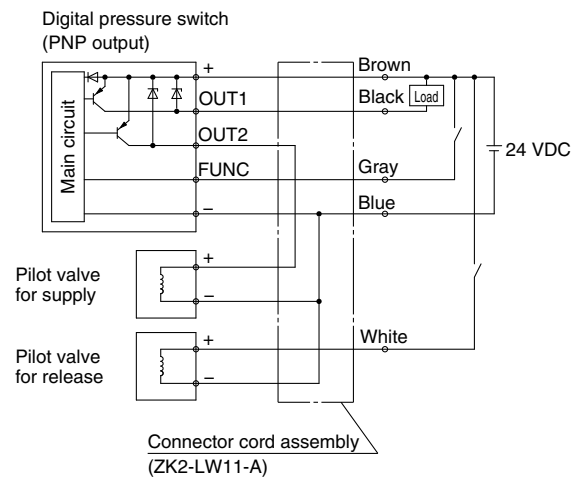 Digital pressure switch
(PNP output)
Main circuit
+
OUT1
OUT2
FUNC
−
Brown
Black
Load
Gray
Blue
24 VDC
Pilot valve
for supply
+
−
Pilot valve
for release
+
−
White
Connector cord assembly
(ZK2-LW11-A)